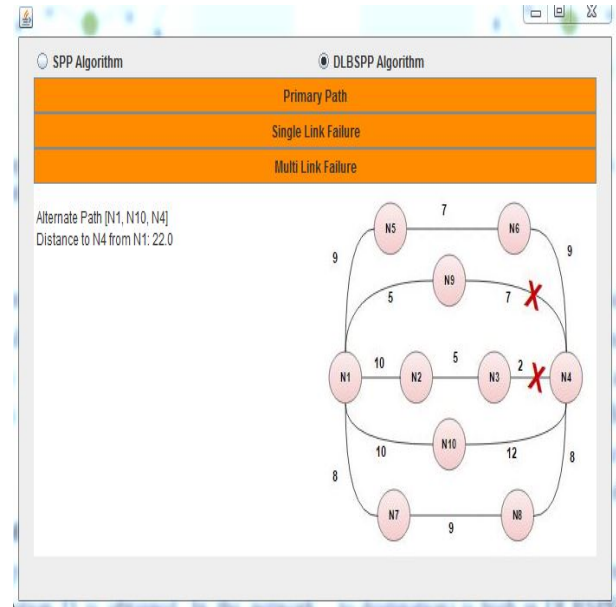 SPP Algorithm
DLBSPP Algorithm
Primary Path
Single Link Failure
Multi Link Failure
Alternate Path [N1, N10, N4]
Distance to N4 from N1: 22.0
7
N5
N6
9
9
N9
5
7
10
5
2
N1
N2
N3
N4
N10
10
12
8
8
N7
N8
9